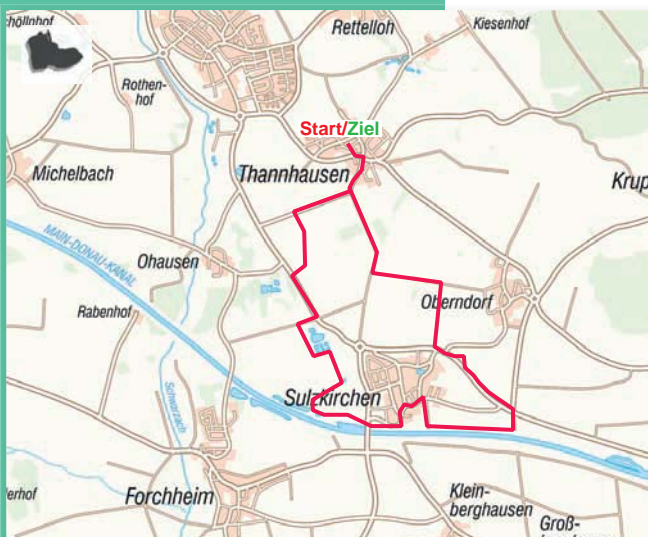 Rettelloh
Kiesenhof
Rothen-
hof
Start/Ziel
Michelbach
Thannhausen
Krup
MAIN-DONAU-KANAL
Ohausen
Oberndorf
Rabenhof
Sulzkirchen
Schwarzach
Forchheim
Klein-
berghausen
Groß-